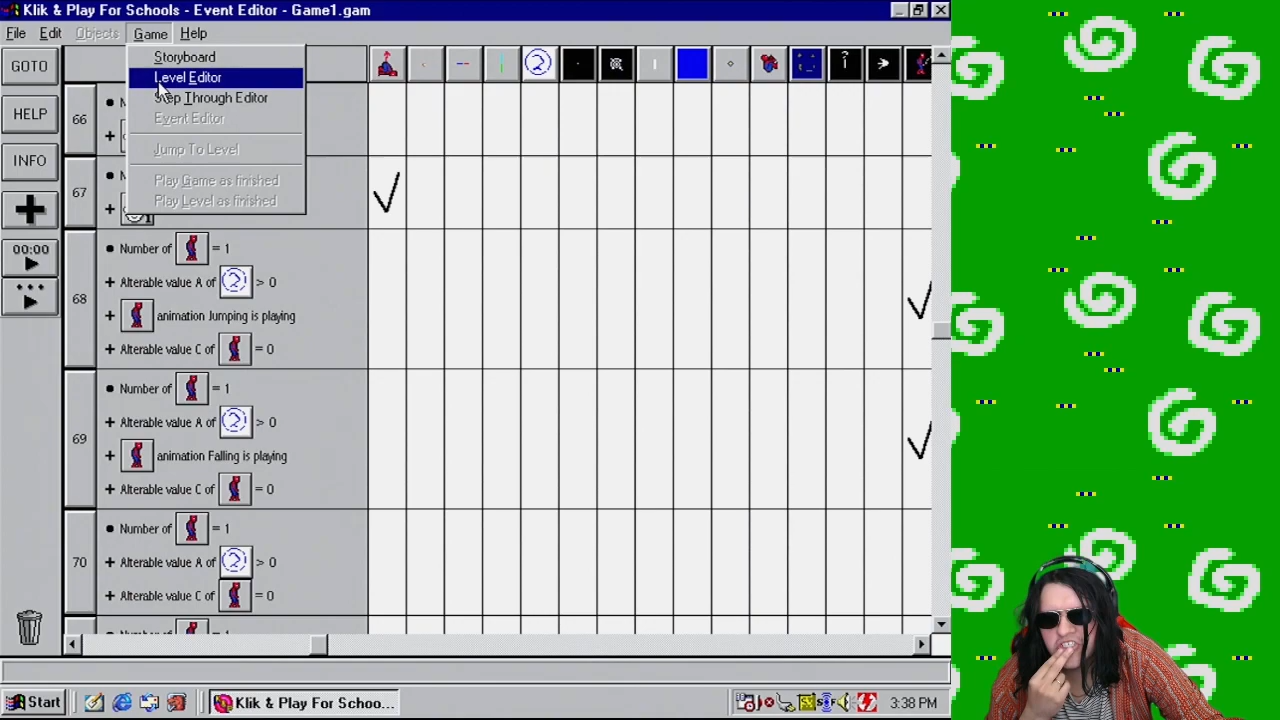 Klik & Play For Schools - Event Editor - Game1.gam
File Edit Objects Game Help
GOTO
HELP
INFO
00:00
Storyboard
Level Editor
Step Through Editor
Event Editor
Jump To Level
Play Game as finished
Play Level as finished
66
67
68
• Number of = 1
+ Alterable value A of > 0
+ animation Jumping is playing
+ Alterable value C of = 0
69
• Number of = 1
+ Alterable value A of > 0
+ animation Falling is playing
+ Alterable value C of = 0
70
• Number of = 1
+ Alterable value A of > 0
+ Alterable value C of = 0
Start
Klik & Play For Schoo...
3:38 PM